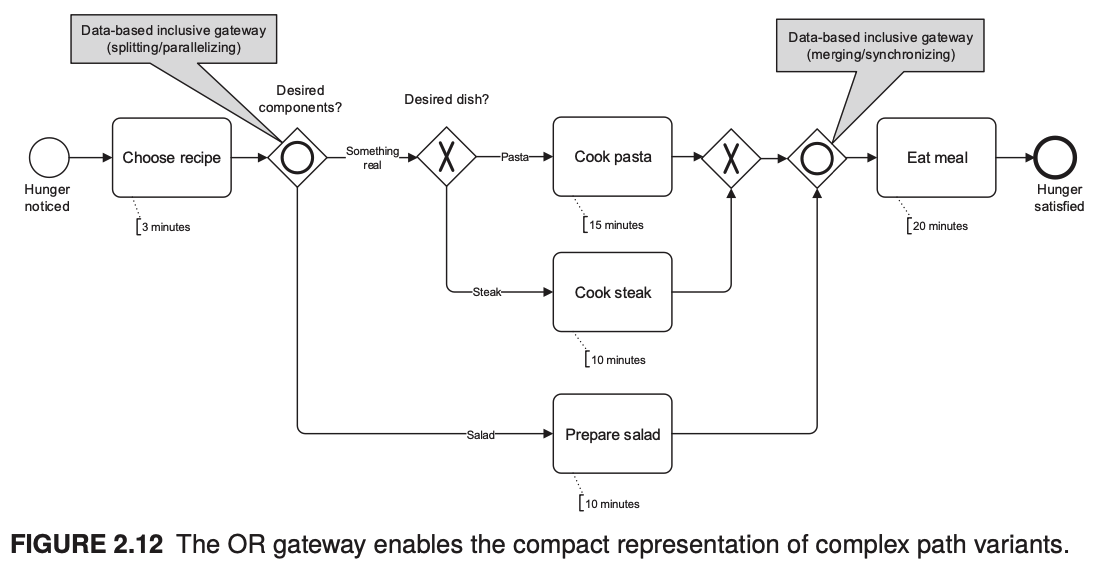 Data-based inclusive gateway
(splitting/parallelizing)
Data-based inclusive gateway
(merging/synchronizing)
Desired
components?
Desired dish?
Hunger
noticed
Choose recipe
3 minutes
Something
real
X
Pasta
Cook pasta
15 minutes
X
Eat meal
20 minutes
Hunger
satisfied
Steak
Cook steak
10 minutes
Salad
Prepare salad
10 minutes
FIGURE 2.12 The OR gateway enables the compact representation of complex path variants.